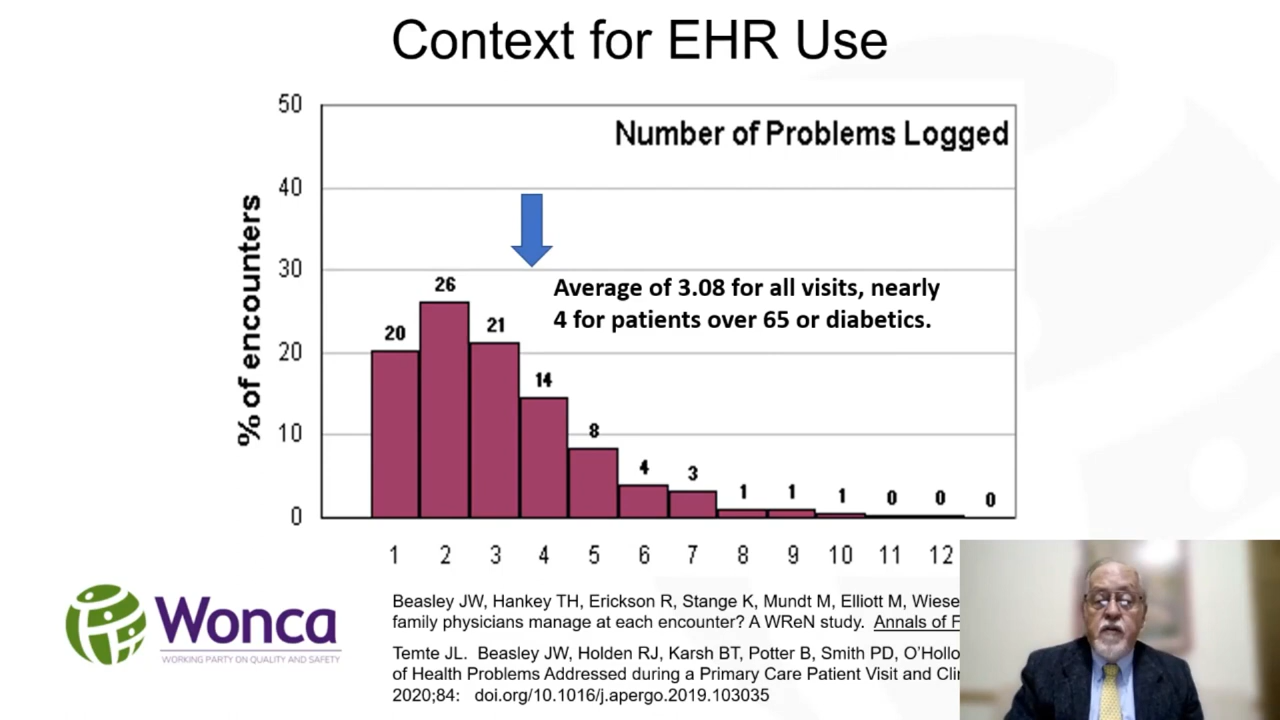 Context for EHR Use
Number of Problems Logged
% of encounters
50
40
30
20
10
0
20
26
21
14
8
4
3
1
1
1
0
0
0
Average of 3.08 for all visits, nearly
4 for patients over 65 or diabetics.
1 2 3 4 5 6 7 8 9 10 11 12
Wonca
WORKING PARTY ON QUALITY AND SAFETY
Beasley JW, Hankey TH, Erickson R, Stange K, Mundt M, Elliott M, Wiese
family physicians manage at each encounter? A WReN study. Annals of F
Temte JL. Beasley JW, Holden RJ, Karsh BT, Potter B, Smith PD, O'Hollo
of Health Problems Addressed during a Primary Care Patient Visit and Cli
2020;84: doi.org/10.1016/j.apergo.2019.103035